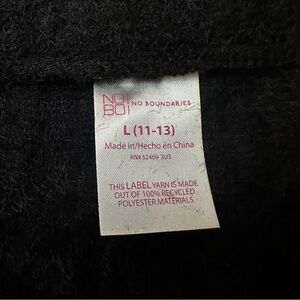 NO
BO! NO BOUNDARIES
L (11-13)
Made in/Hecho en China
RN# 52469 3U3
THIS LABEL YARN IS MADE
OUT OF 100% RECYCLED
POLYESTER MATERIALS